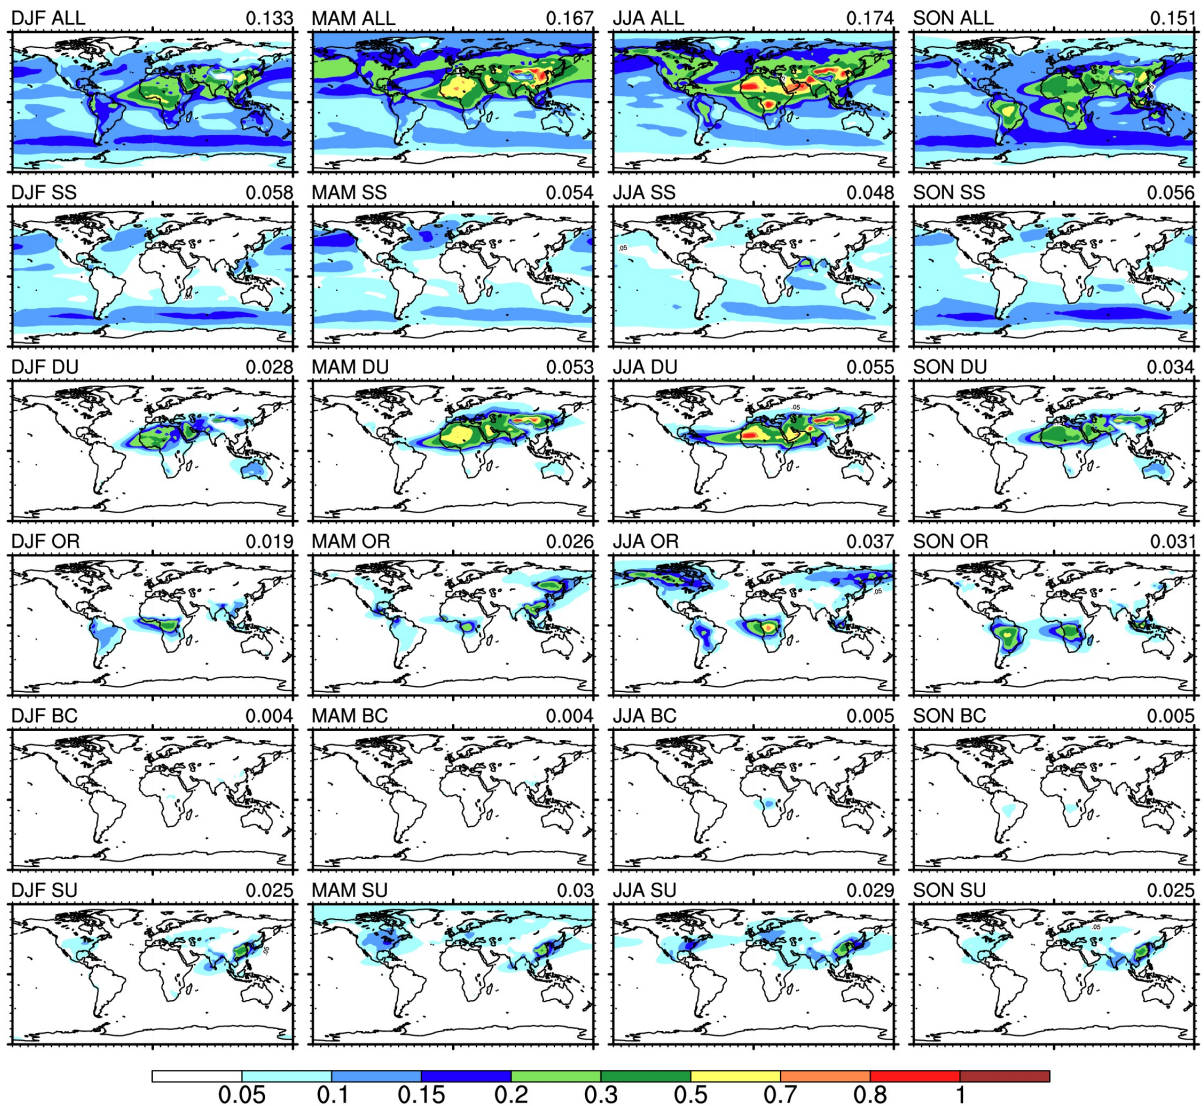 DJF ALL 0.133 MAM ALL 0.167 JJA ALL 0.174 SON ALL 0.151
DJF SS 0.058 MAM SS 0.054 JJA SS 0.048 SON SS 0.056
.05
DJF DU 0.028 MAM DU 0.053 JJA DU 0.055 SON DU 0.034
.05
DJF OR 0.019 MAM OR 0.026 JJA OR 0.037 SON OR 0.031
.05
DJF BC 0.004 MAM BC 0.004 JJA BC 0.005 SON BC 0.005
DJF SU 0.025 MAM SU 0.03 JJA SU 0.029 SON SU 0.025
.05
0.05 0.1 0.15 0.2 0.3 0.5 0.7 0.8 1